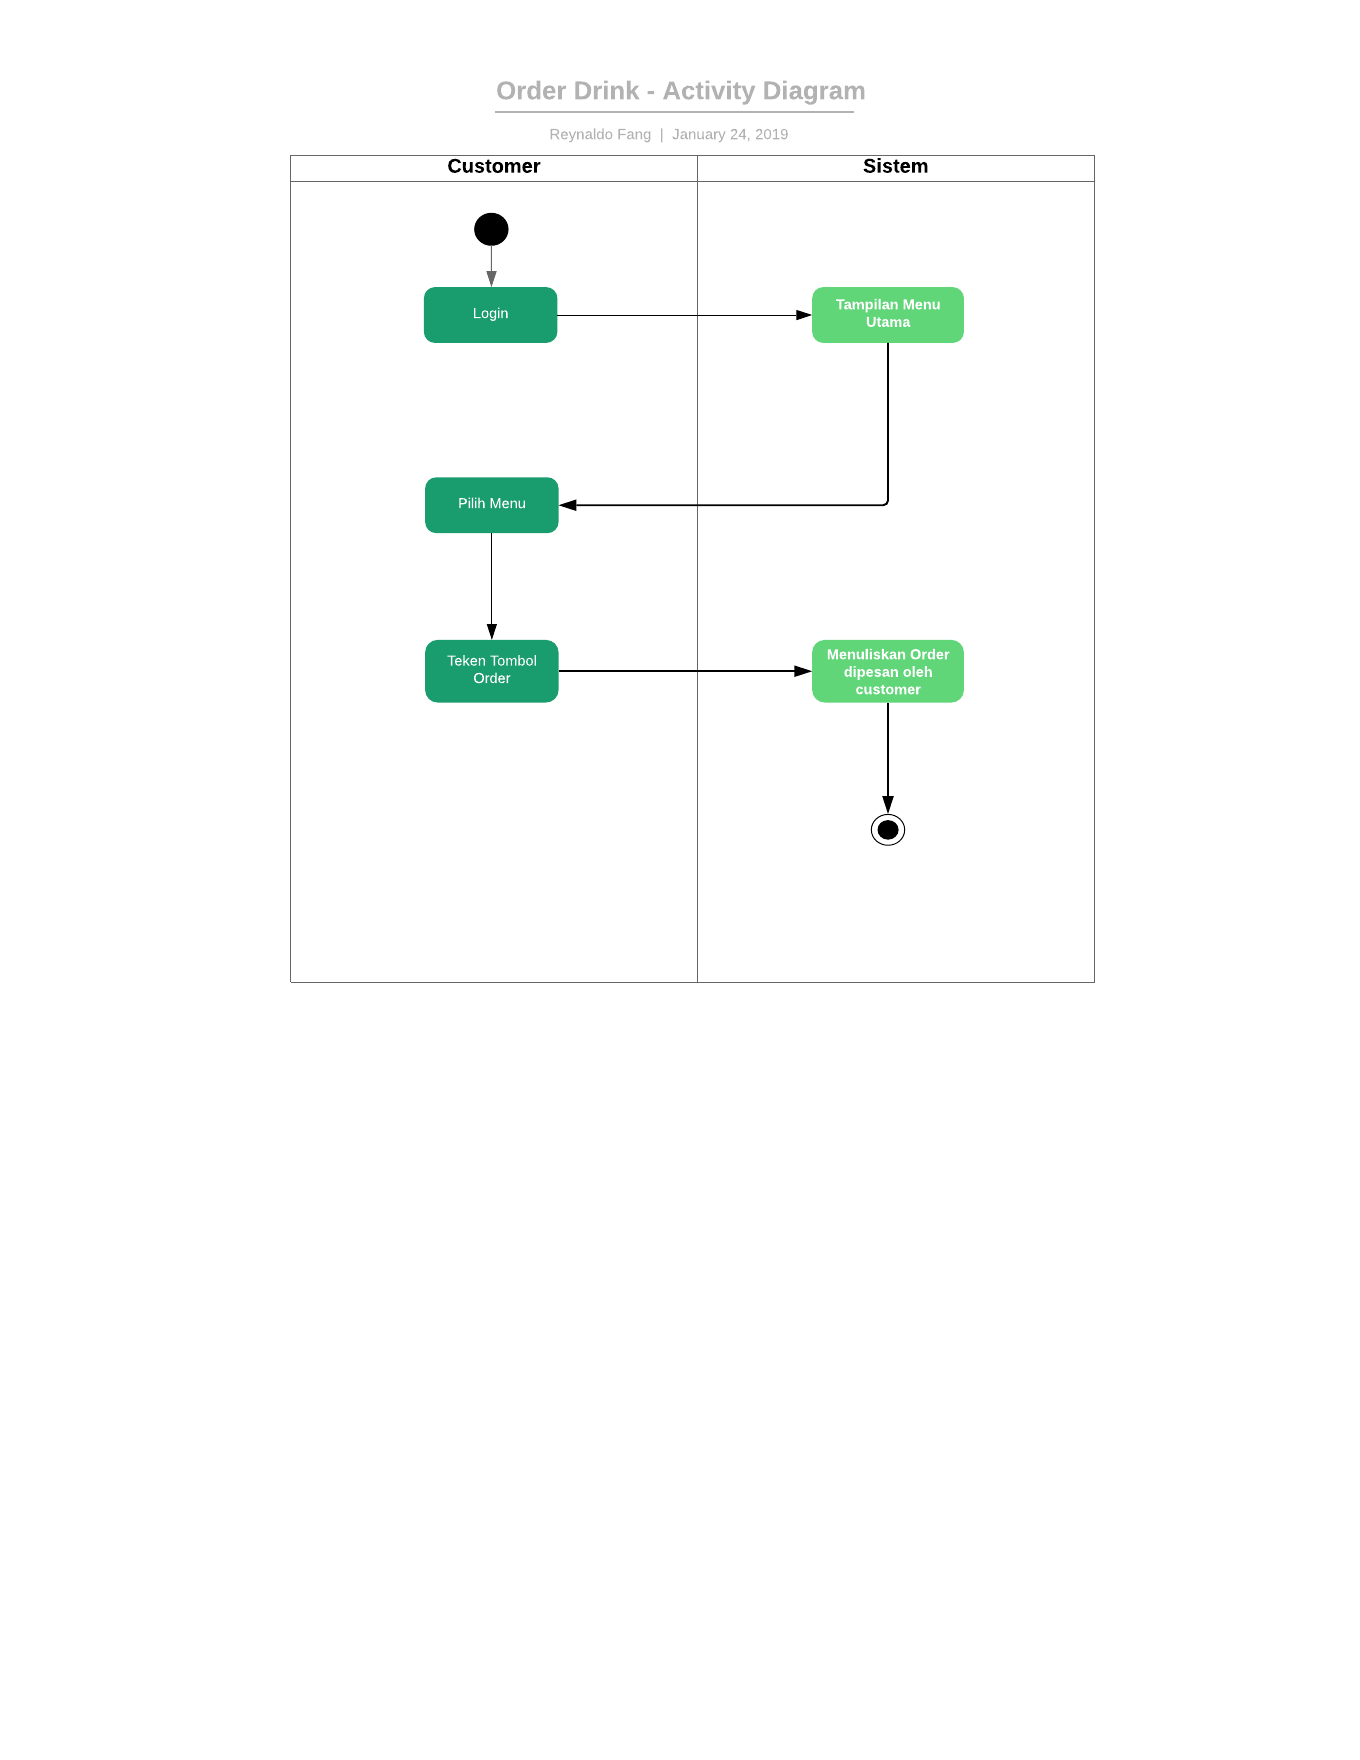 Order Drink - Activity Diagram
Reynaldo Fang | January 24, 2019
Customer
Sistem
Login
Tampilan Menu
Utama
Pilih Menu
Teken Tombol
Order
Menuliskan Order
dipesan oleh
customer